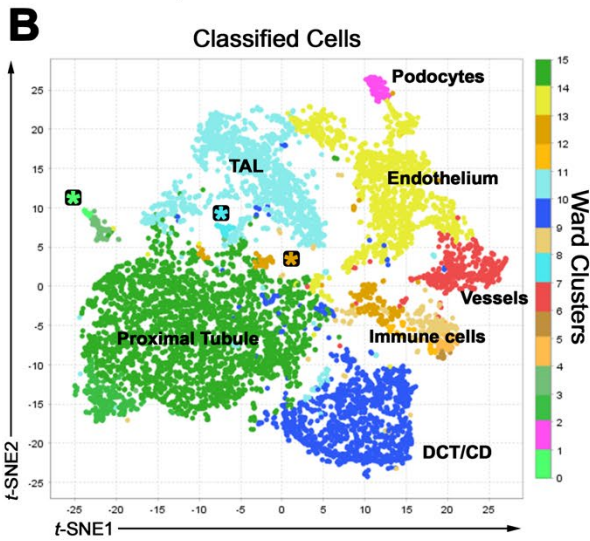 B
Classified Cells
Podocytes
TAL
Endothelium
Vessels
Proximal Tubule
Immune cells
DCT/CD
25
20
15
10
5
0
-5
-10
-15
-20
-25
-25 -20 -15 -10 -5 0 5 10 15 20 25
t-SNE2
t-SNE1
15
14
13
12
11
10
9
8
7
6
5
4
3
2
1
0
Ward Clusters
* * *